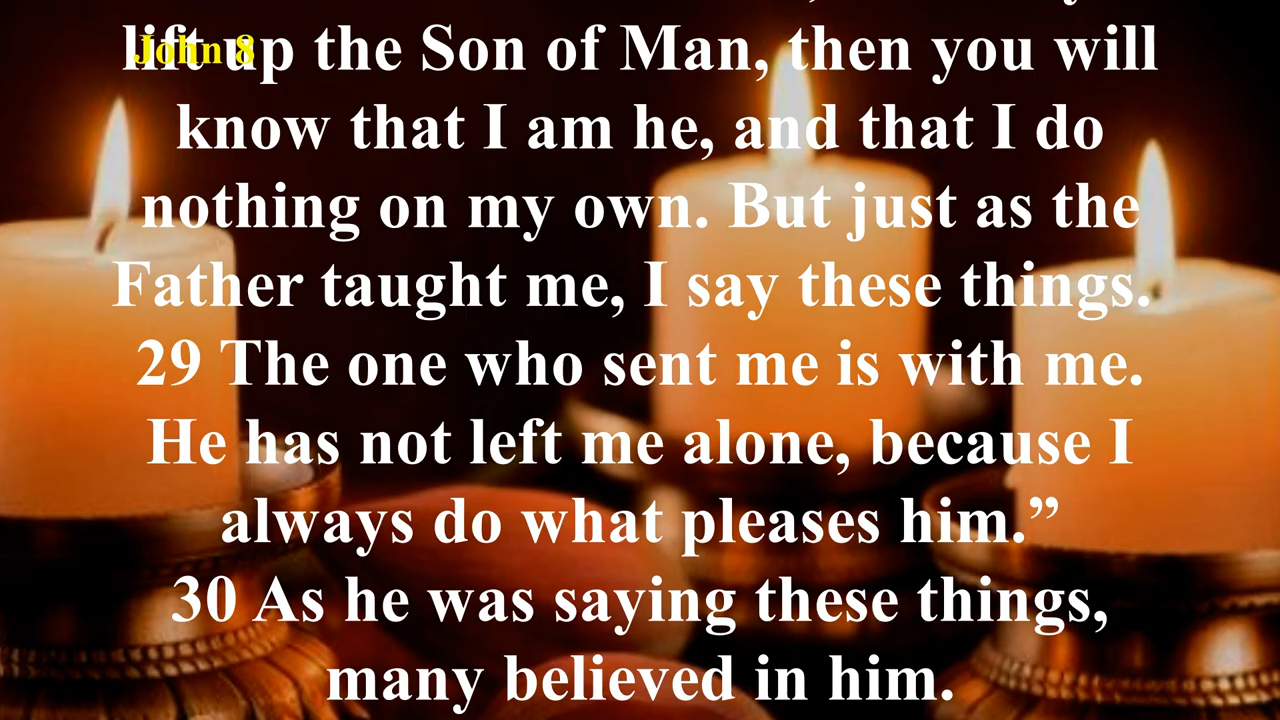 John 8
lift up the Son of Man, then you will
know that I am he, and that I do
nothing on my own. But just as the
Father taught me, I say these things.
29 The one who sent me is with me.
He has not left me alone, because I
always do what pleases him.”
30 As he was saying these things,
many believed in him.